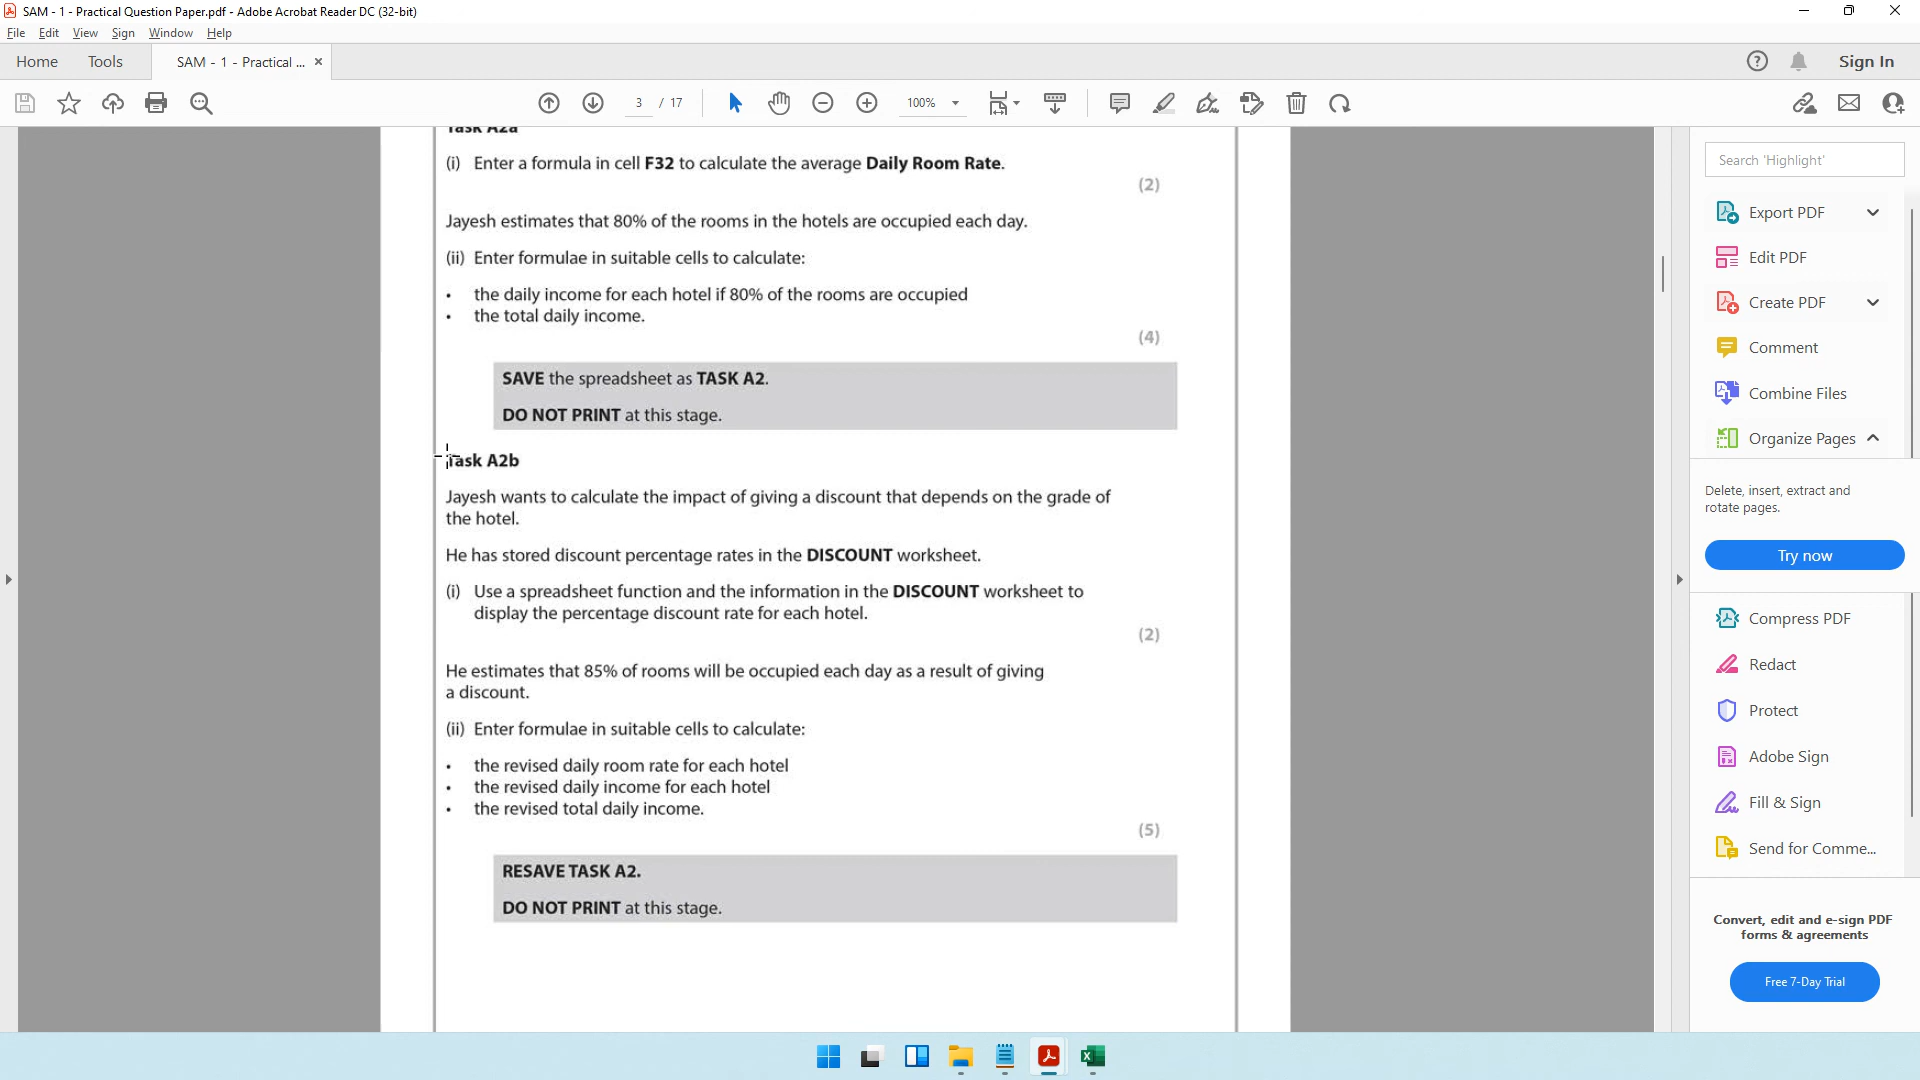 SAM - 1 - Practical Question Paper.pdf - Adobe Acrobat Reader DC (32-bit)
File Edit View Sign Window Help
Home Tools SAM - 1 - Practical ... Sign In
3 / 17 100%
Task A2a
(i) Enter a formula in cell F32 to calculate the average Daily Room Rate.
(2)
Jayesh estimates that 80% of the rooms in the hotels are occupied each day.
(ii) Enter formulae in suitable cells to calculate:
• the daily income for each hotel if 80% of the rooms are occupied
• the total daily income.
(4)
SAVE the spreadsheet as TASK A2.
DO NOT PRINT at this stage.
Task A2b
Jayesh wants to calculate the impact of giving a discount that depends on the grade of
the hotel.
He has stored discount percentage rates in the DISCOUNT worksheet.
(i) Use a spreadsheet function and the information in the DISCOUNT worksheet to
display the percentage discount rate for each hotel.
(2)
He estimates that 85% of rooms will be occupied each day as a result of giving
a discount.
(ii) Enter formulae in suitable cells to calculate:
• the revised daily room rate for each hotel
• the revised daily income for each hotel
• the revised total daily income.
(5)
RESAVE TASK A2.
DO NOT PRINT at this stage.
Search 'Highlight'
Export PDF
Edit PDF
Create PDF
Comment
Combine Files
Organize Pages
Delete, insert, extract and
rotate pages.
Try now
Compress PDF
Redact
Protect
Adobe Sign
Fill & Sign
Send for Comme...
Convert, edit and e-sign PDF
forms & agreements
Free 7-Day Trial